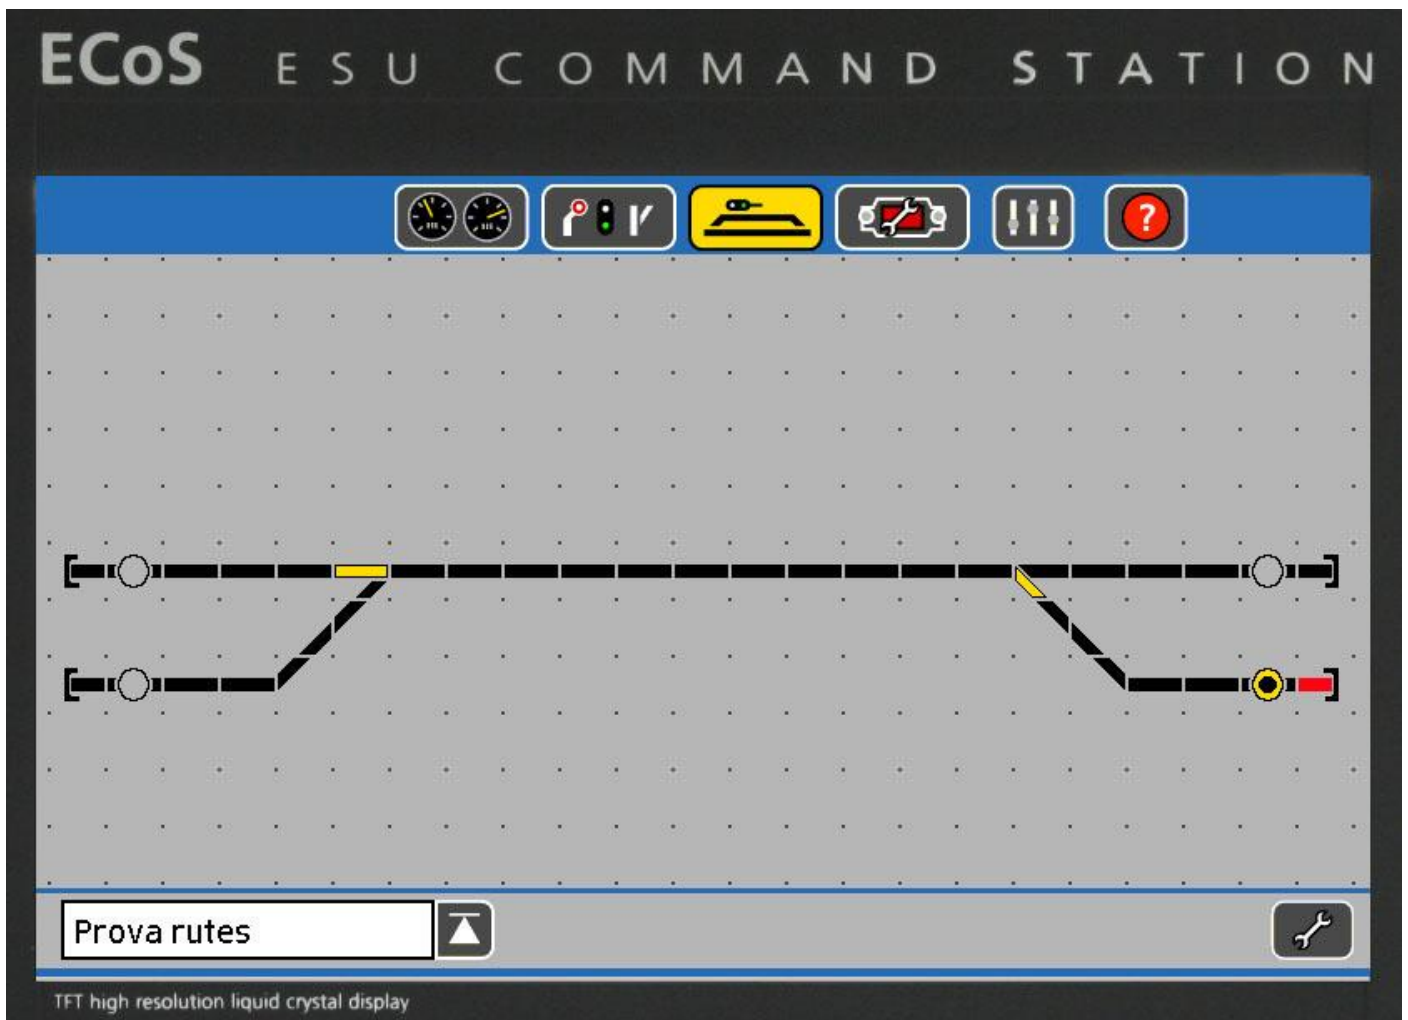 ECoS ESU COMMAND STATION
?
Prova rutes
TFT high resolution liquid crystal display